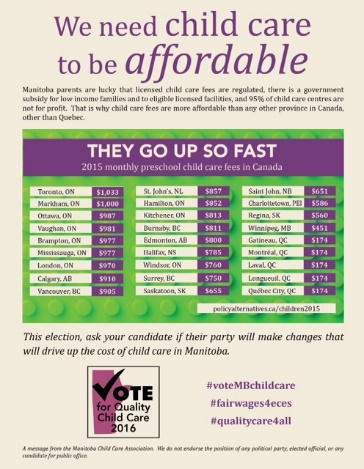 We need child care
to be affordable
Manitoba parents are lucky that licensed child care fees are regulated, there is a government
subsidy for low income families and to eligible licensed facilities, and 95% of child care centres are
not for profit. That is why child care fees are more affordable than any other province in Canada,
other than Quebec.
THEY GO UP SO FAST
2015 monthly preschool child care fees in Canada
Toronto, ON $1,033
Markham, ON $1,000
Ottawa, ON $987
Vaughan, ON $981
Brampton, ON $977
Mississauga, ON $977
London, ON $970
Calgary, AB $910
Vancouver, BC $905
St. John's, NL $857
Hamilton, ON $852
Kitchener, ON $813
Burnaby, BC $811
Edmonton, AB $800
Halifax, NS $785
Windsor, ON $760
Surrey, BC $750
Saskatoon, SK $655
Saint John, NB $651
Charlottetown, PEI $586
Regina, SK $560
Winnipeg, MB $451
Gatineau, QC $174
Montréal, QC $174
Laval, QC $174
Longueuil, QC $174
Québec City, QC $174
policyalternatives.ca/children2015
This election, ask your candidate if their party will make changes that
will drive up the cost of child care in Manitoba.
VOTE
for Quality
Child Care
2016
#voteMBchildcare
#fairwages4eces
#qualitycare4all
A message from the Manitoba Child Care Association. We do not endorse the position of any political party, elected official, or any
candidate for public office.